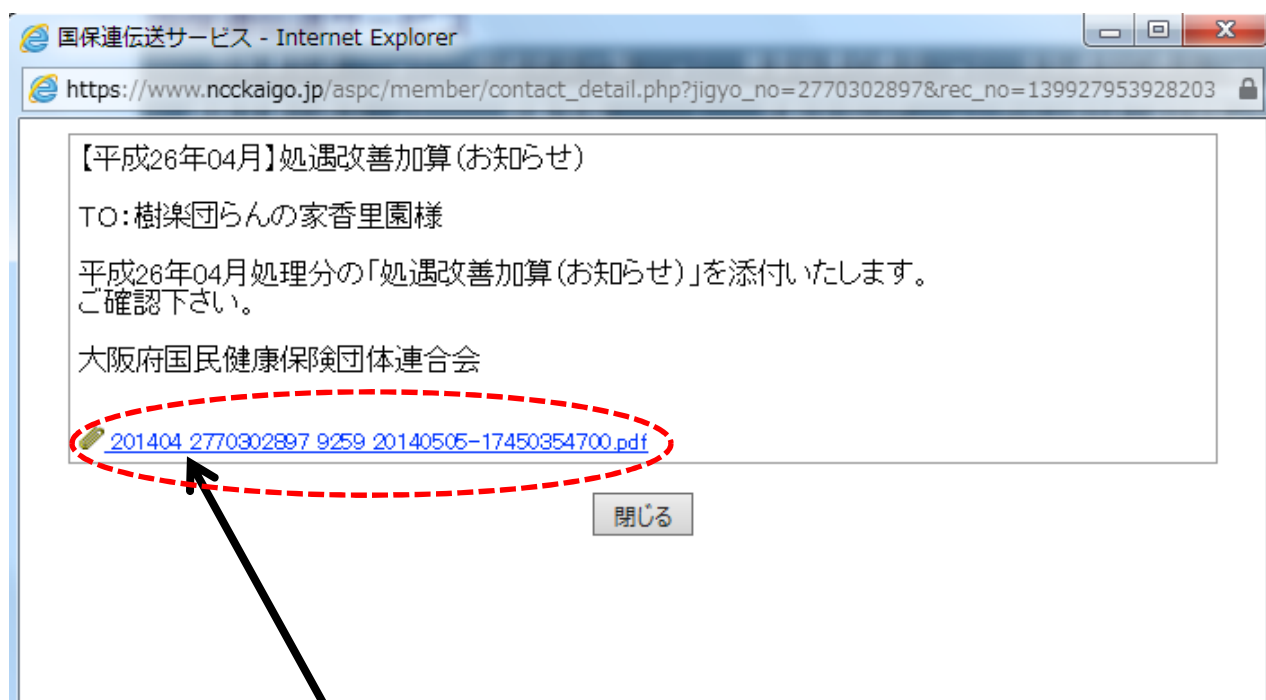 国保連伝送サービス - Internet Explorer
https://www.ncckaigo.jp/aspc/member/contact_detail.php?jigyo_no=2770302897&rec_no=139927953928203
【平成26年04月】処遇改善加算(お知らせ)
TO:樹楽団らんの家香里園様
平成26年04月処理分の「処遇改善加算(お知らせ)」を添付いたします。
ご確認下さい。
大阪府国民健康保険団体連合会
201404 2770302897 9259 20140505-17450354700.pdf
閉じる